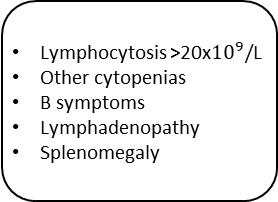 • Lymphocytosis >20x10⁹/L
• Other cytopenias
• B symptoms
• Lymphadenopathy
• Splenomegaly